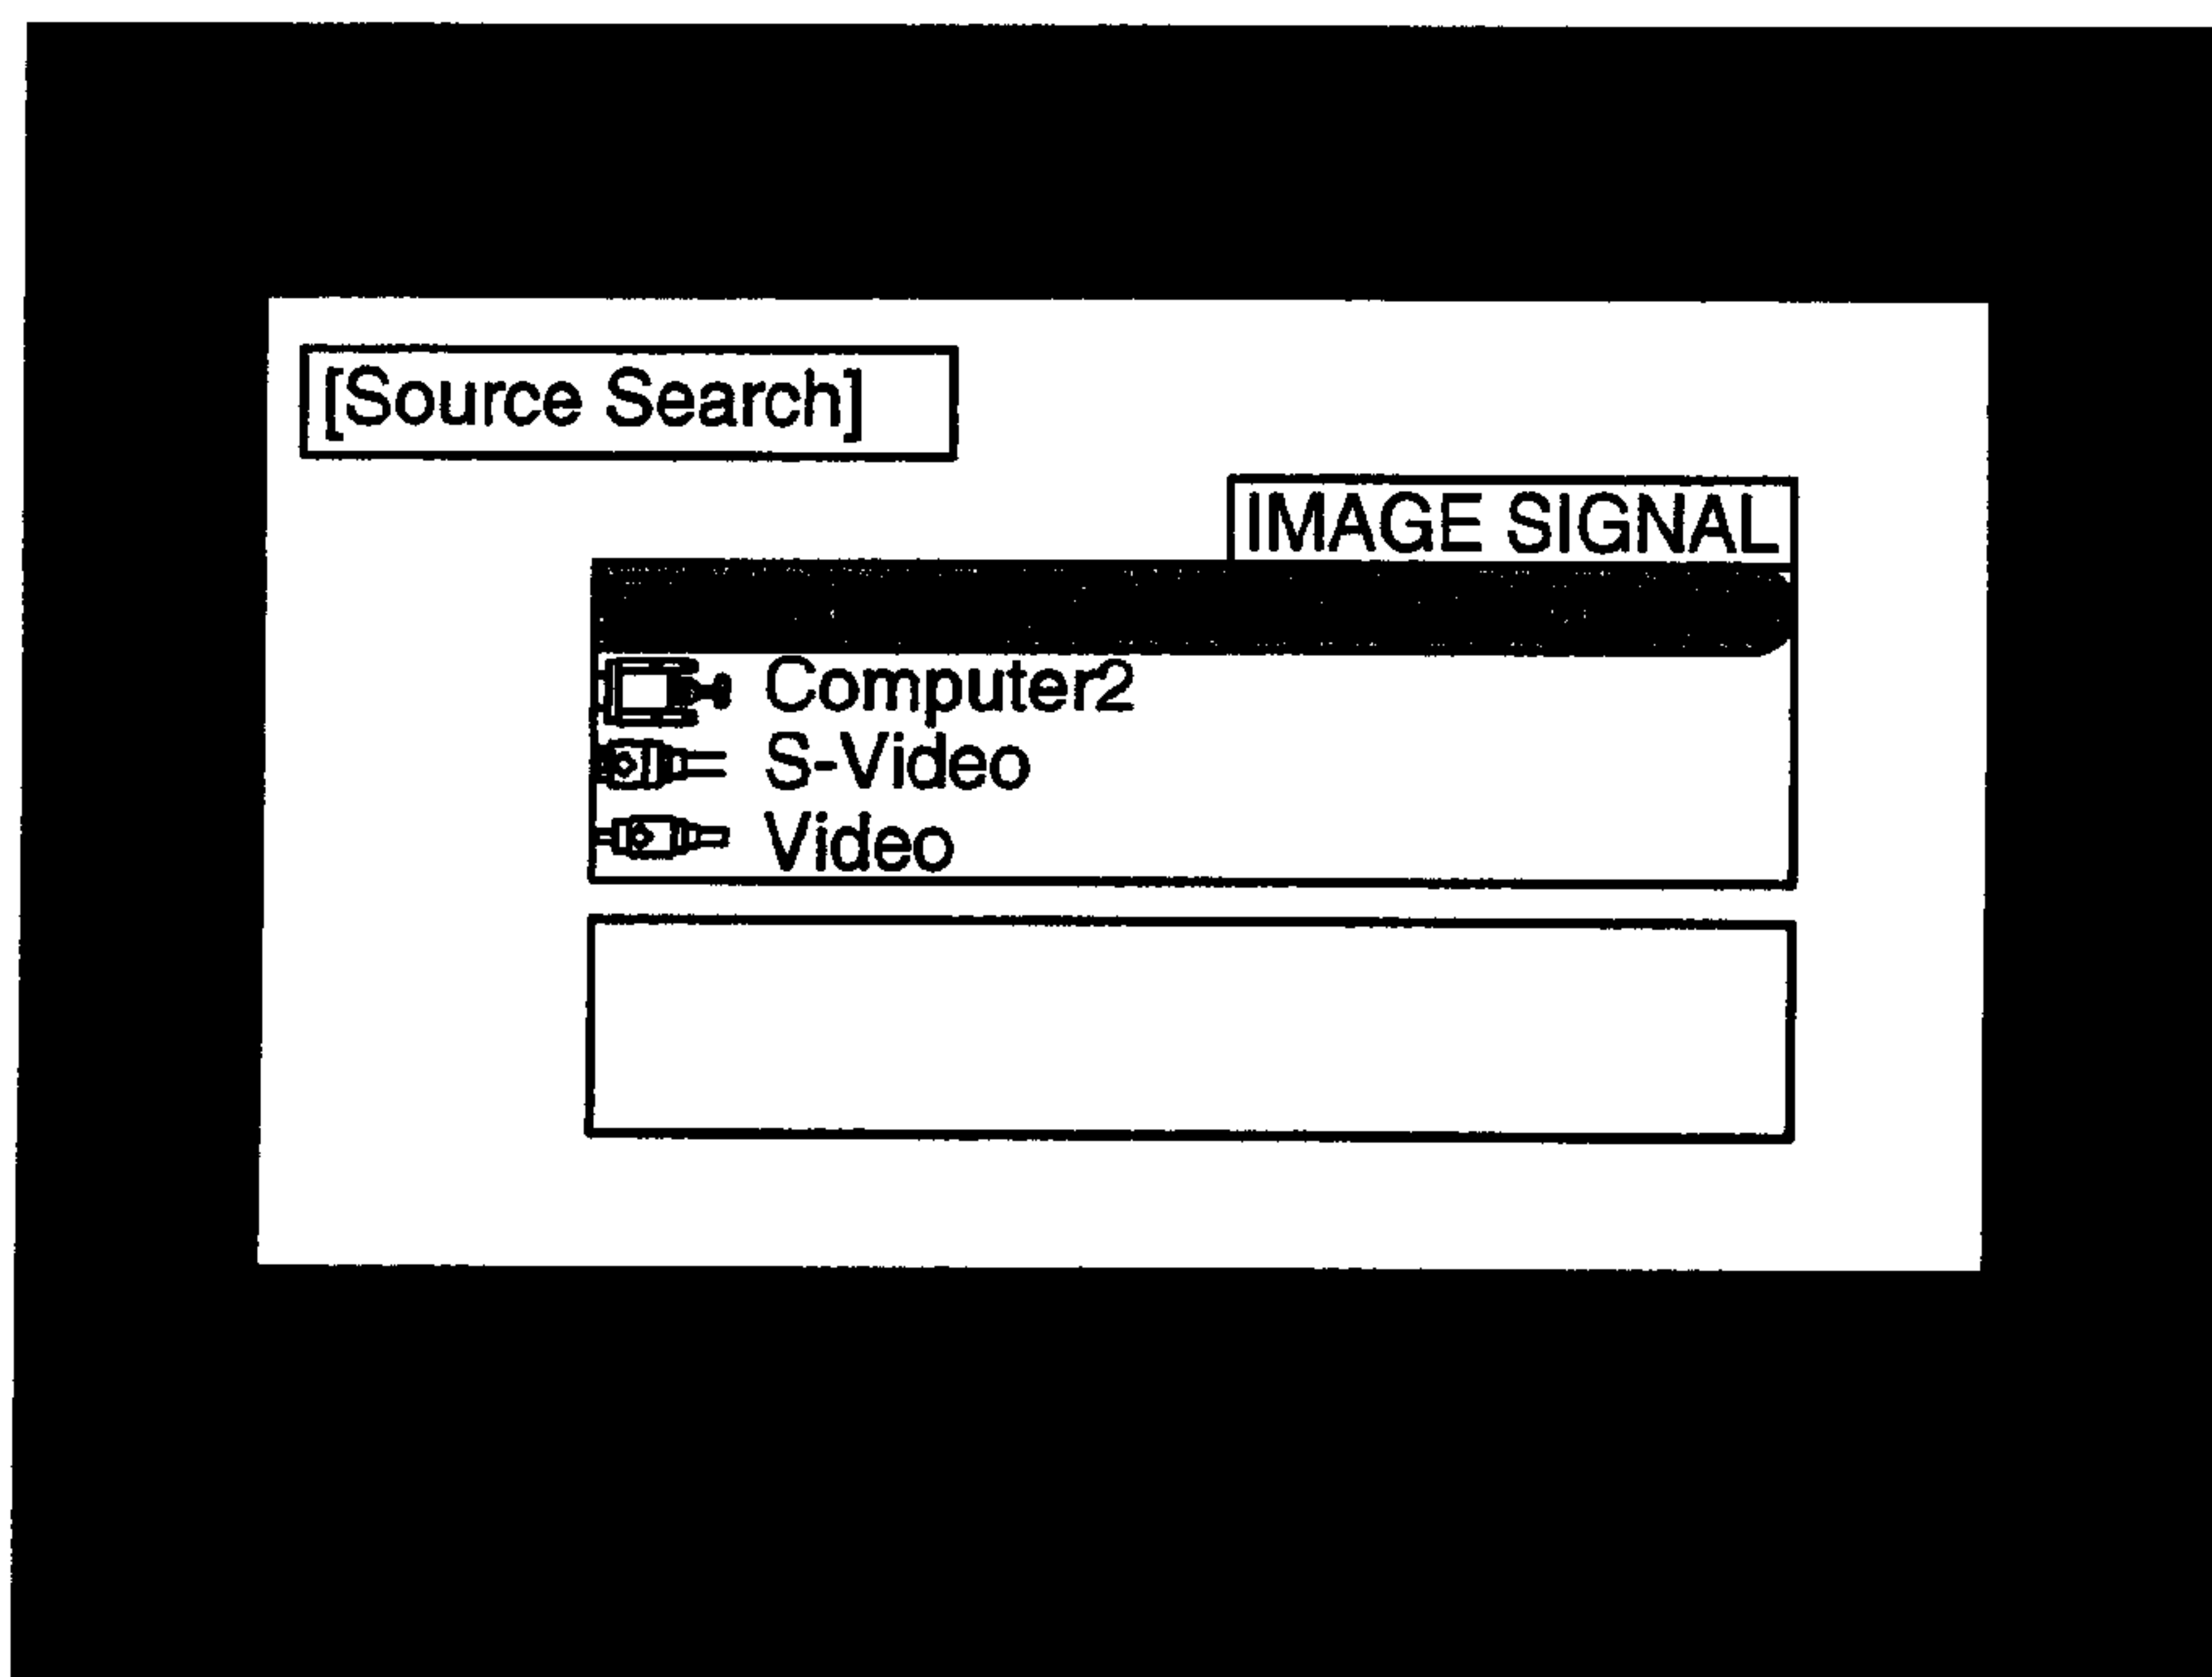 [Source Search]
IMAGE SIGNAL
Computer2
S-Video
Video